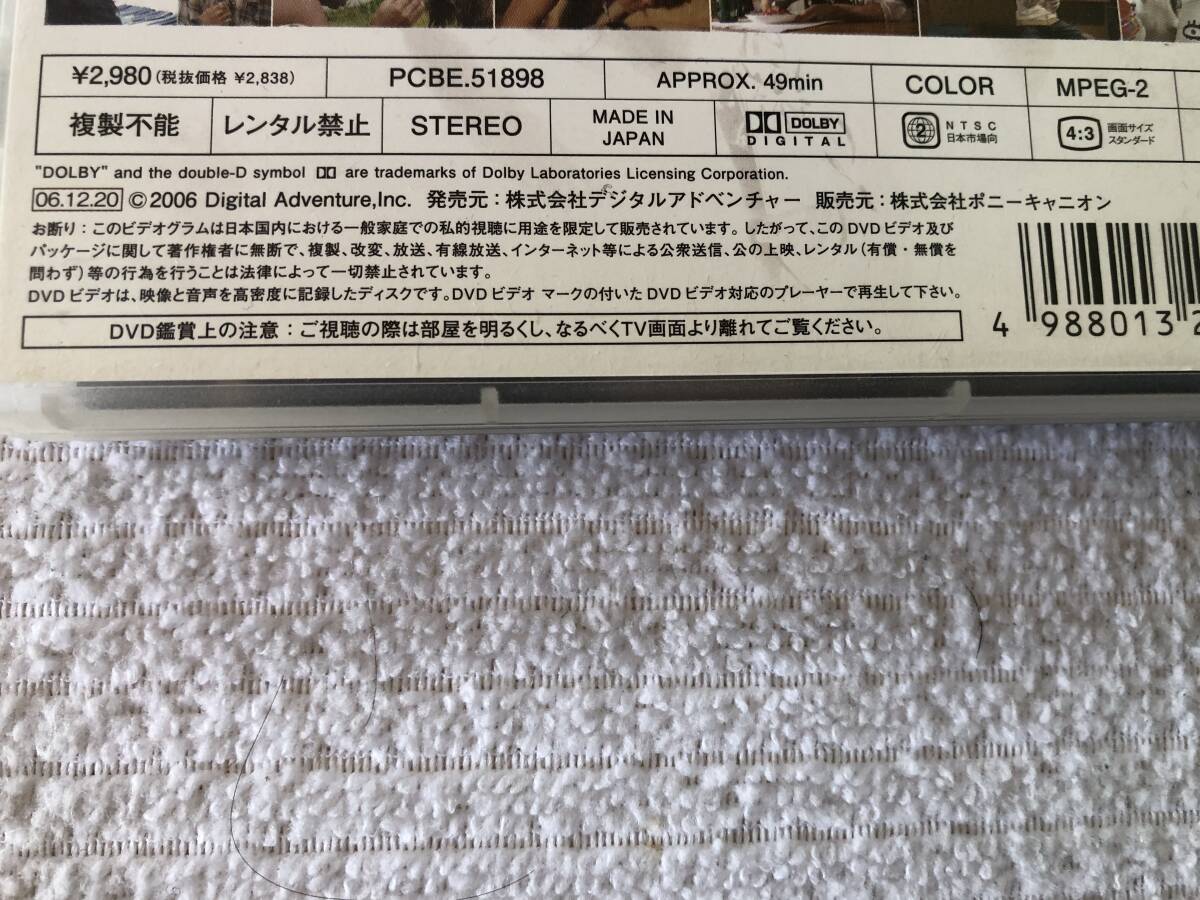 ¥2,980(税抜価格 ¥2,838) PCBE.51898 APPROX. 49min COLOR MPEG-2
複製不能 レンタル禁止 STEREO MADE IN JAPAN DOLBY DIGITAL 2 NTSC 日本市場向 4:3 画面サイズ スタンダード
"DOLBY" and the double-D symbol are trademarks of Dolby Laboratories Licensing Corporation.
06.12.20 ©2006 Digital Adventure,Inc. 発売元:株式会社デジタルアドベンチャー 販売元:株式会社ポニーキャニオン
お断り:このビデオグラムは日本国内における一般家庭での私的視聴に用途を限定して販売されています。したがって、この DVD ビデオ及び
パッケージに関して著作権者に無断で、複製、改変、放送、有線放送、インターネット等による公衆送信、公の上映、レンタル(有償・無償を
問わず)等の行為を行うことは法律によって一切禁止されています。
DVD ビデオは、映像と音声を高密度に記録したディスクです。DVD ビデオ マークの付いた DVD ビデオ対応のプレーヤーで再生して下さい。
DVD鑑賞上の注意:ご視聴の際は部屋を明るくし、なるべくTV画面より離れてご覧ください。
4 988013 2